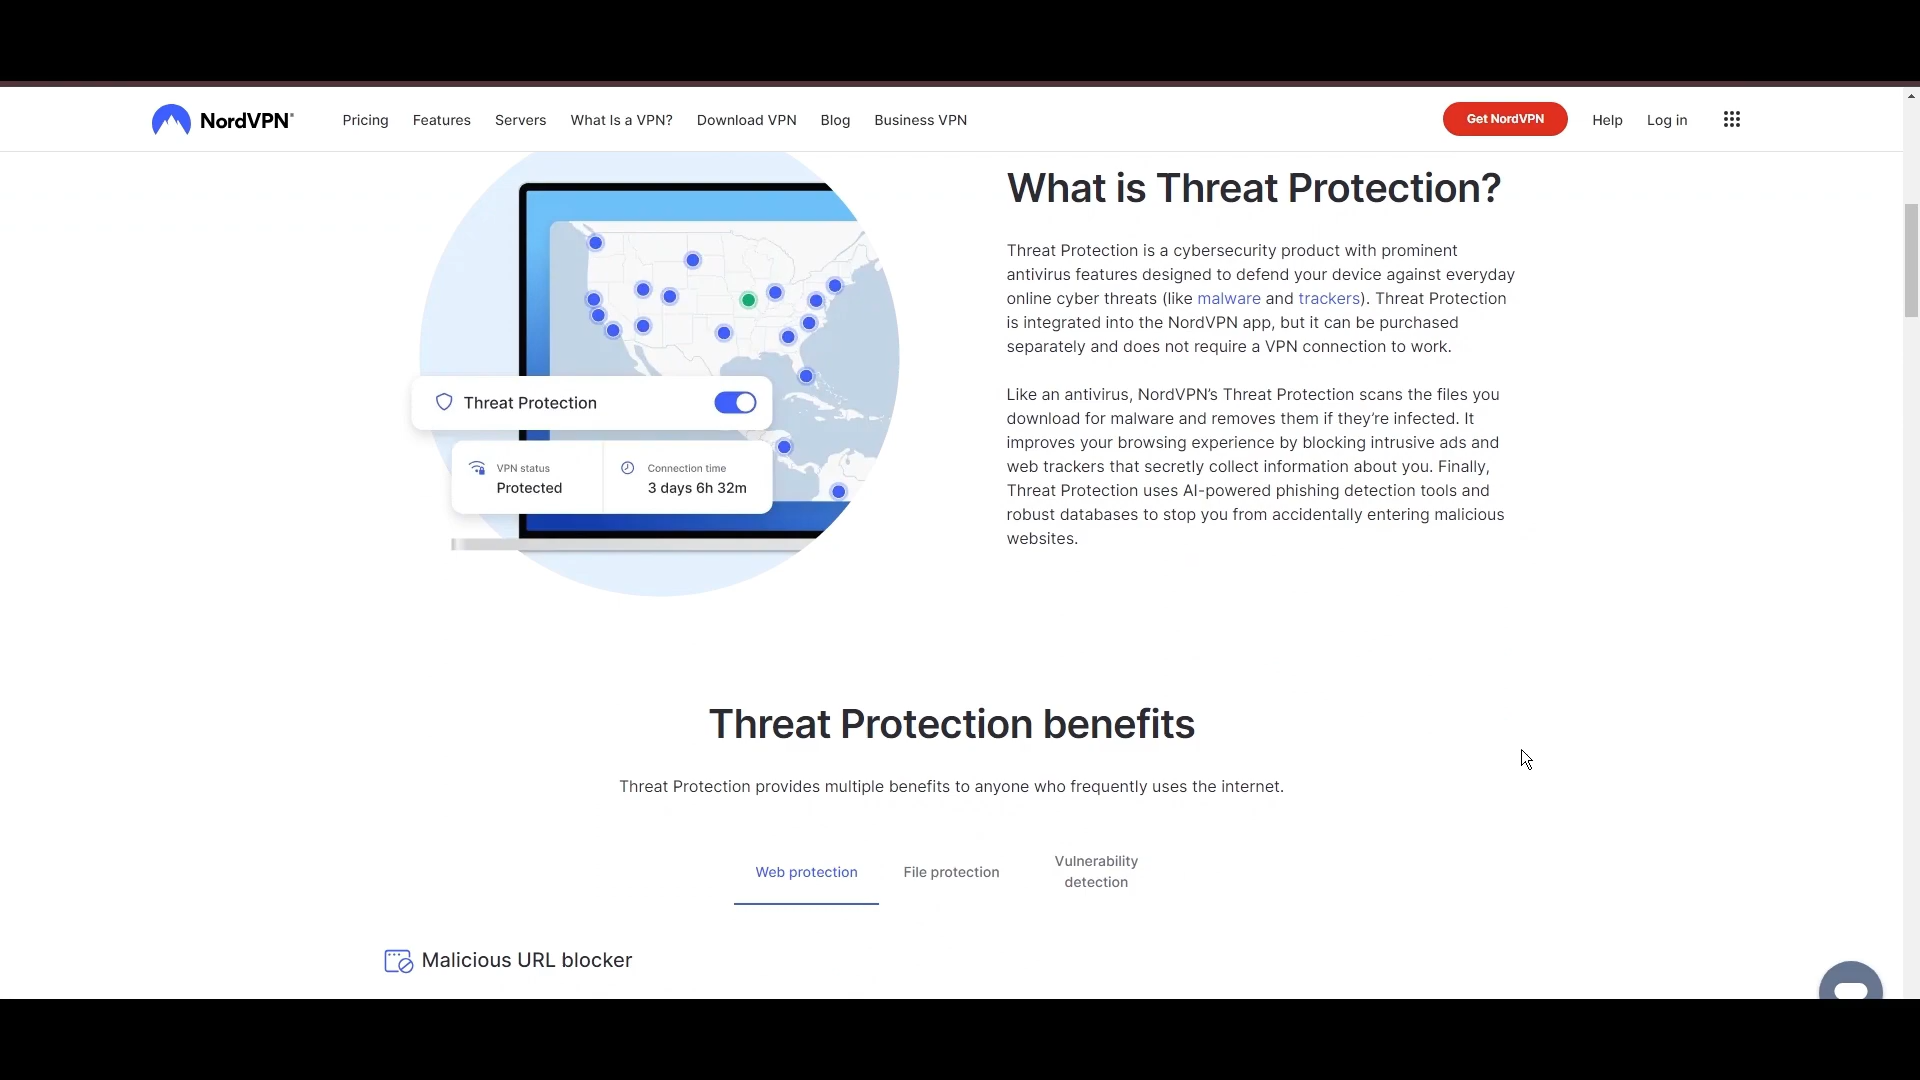 NordVPN®
Pricing
Features
Servers
What Is a VPN?
Download VPN
Blog
Business VPN
Get NordVPN
Help
Log in
What is Threat Protection?
Threat Protection is a cybersecurity product with prominent
antivirus features designed to defend your device against everyday
online cyber threats (like malware and trackers). Threat Protection
is integrated into the NordVPN app, but it can be purchased
separately and does not require a VPN connection to work.
Like an antivirus, NordVPN’s Threat Protection scans the files you
download for malware and removes them if they’re infected. It
improves your browsing experience by blocking intrusive ads and
web trackers that secretly collect information about you. Finally,
Threat Protection uses AI-powered phishing detection tools and
robust databases to stop you from accidentally entering malicious
websites.
Threat Protection
VPN status
Protected
Connection time
3 days 6h 32m
Threat Protection benefits
Threat Protection provides multiple benefits to anyone who frequently uses the internet.
Web protection
File protection
Vulnerability
detection
Malicious URL blocker